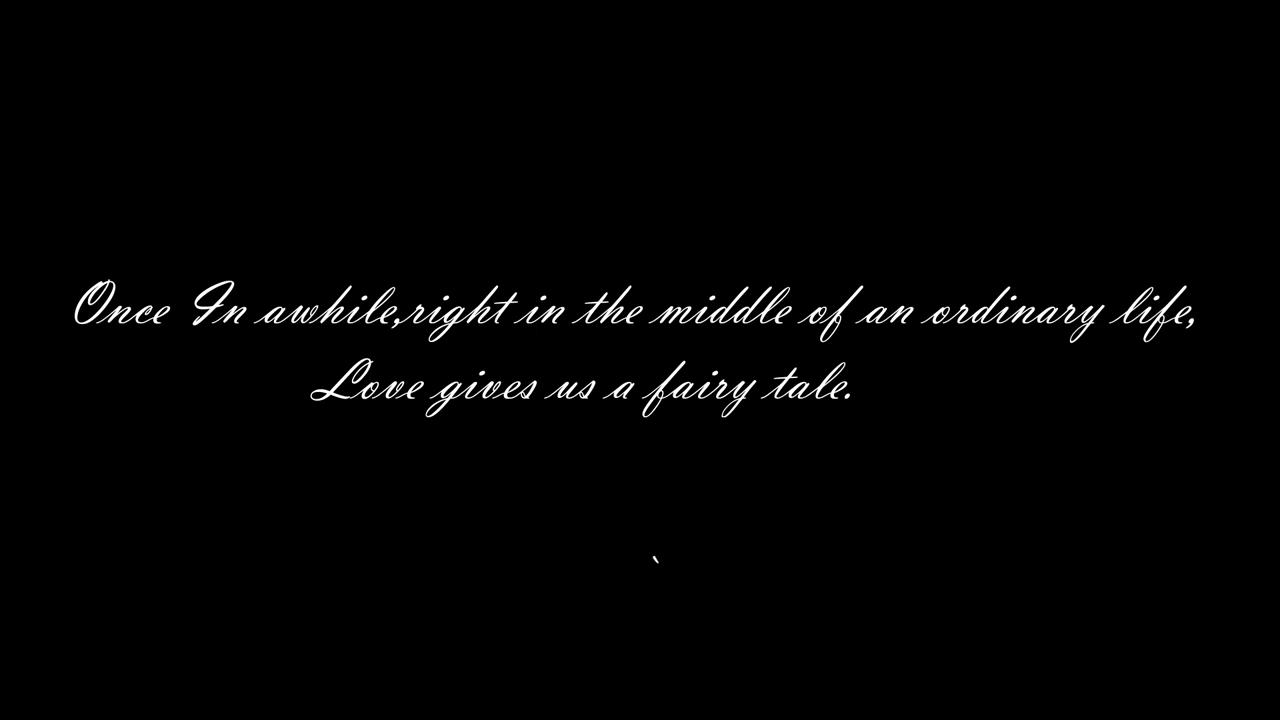 Once In awhile,right in the middle of an ordinary life,
Love gives us a fairy tale.
`